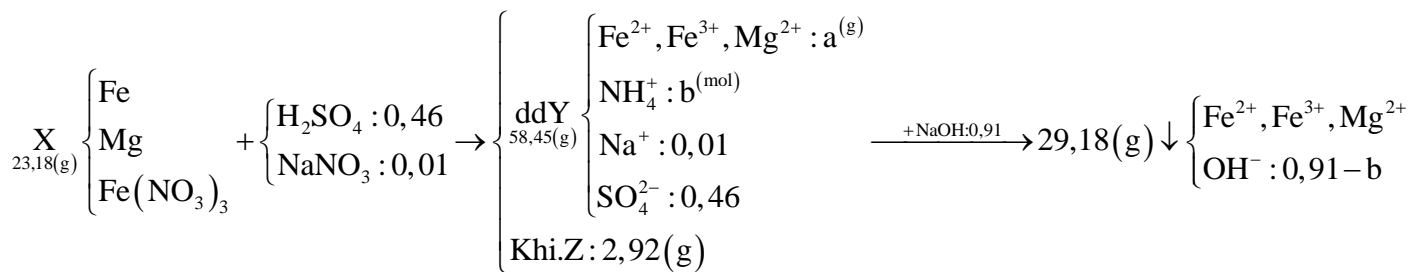 X 23,18(g) { Fe Mg Fe(NO₃)₃ + { H₂SO₄ : 0,46 NaNO₃ : 0,01 → { ddY 58,45(g) { Fe²⁺, Fe³⁺, Mg²⁺ : a⁽ᵍ⁾ NH₄⁺ : b⁽ᵐᵒˡ⁾ Na⁺ : 0,01 SO₄²⁻ : 0,46 Khi.Z : 2,92(g) —+NaOH:0,91→ 29,18(g) ↓ { Fe²⁺, Fe³⁺, Mg²⁺ OH⁻ : 0,91 − b